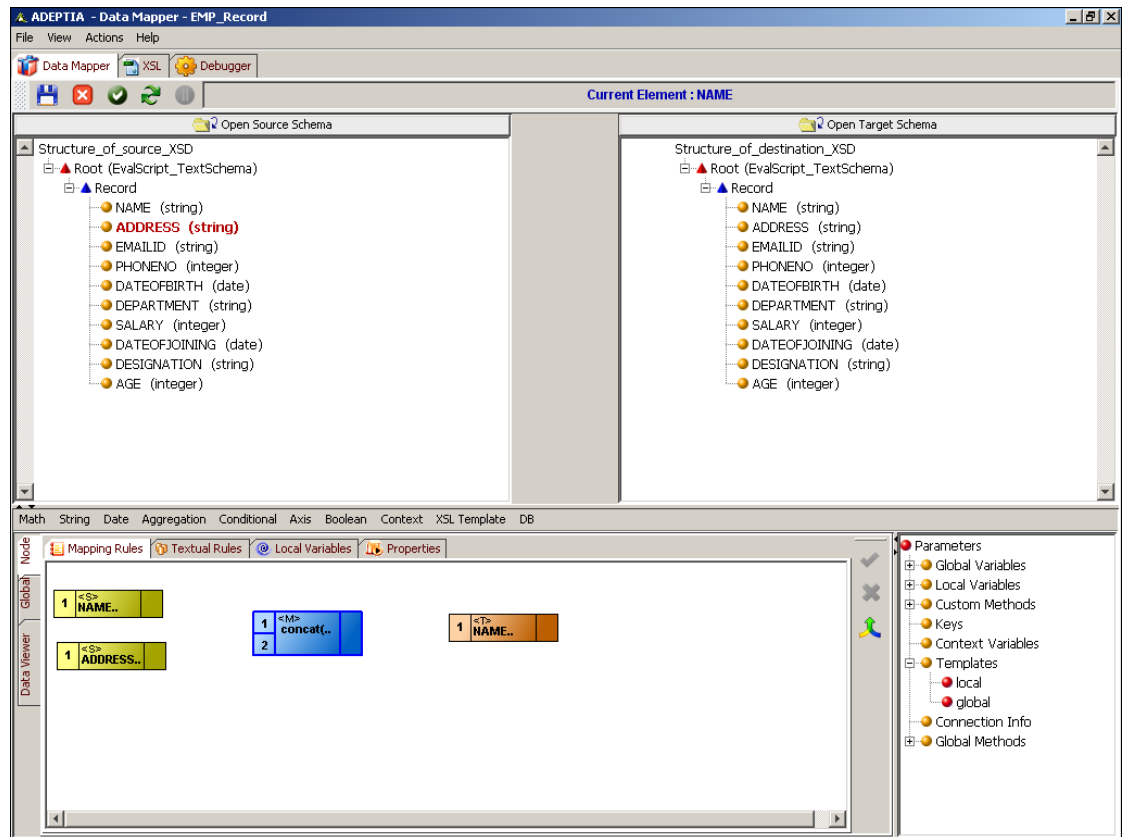 ADEPTIA - Data Mapper - EMP_Record
File View Actions Help
Data Mapper XSL Debugger
Current Element : NAME
Open Source Schema
Structure_of_source_XSD
Root (EvalScript_TextSchema)
Record
NAME (string)
ADDRESS (string)
EMAILID (string)
PHONENO (integer)
DATEOFBIRTH (date)
DEPARTMENT (string)
SALARY (integer)
DATEOFJOINING (date)
DESIGNATION (string)
AGE (integer)
Open Target Schema
Structure_of_destination_XSD
Root (EvalScript_TextSchema)
Record
NAME (string)
ADDRESS (string)
EMAILID (string)
PHONENO (integer)
DATEOFBIRTH (date)
DEPARTMENT (string)
SALARY (integer)
DATEOFJOINING (date)
DESIGNATION (string)
AGE (integer)
Math String Date Aggregation Conditional Axis Boolean Context XSL Template DB
Node
Global
Data Viewer
Mapping Rules Textual Rules Local Variables Properties
<S>
1 NAME..
<S>
1 ADDRESS..
<M>
1 concat(..
2
<T>
1 NAME..
Parameters
Global Variables
Local Variables
Custom Methods
Keys
Context Variables
Templates
local
global
Connection Info
Global Methods